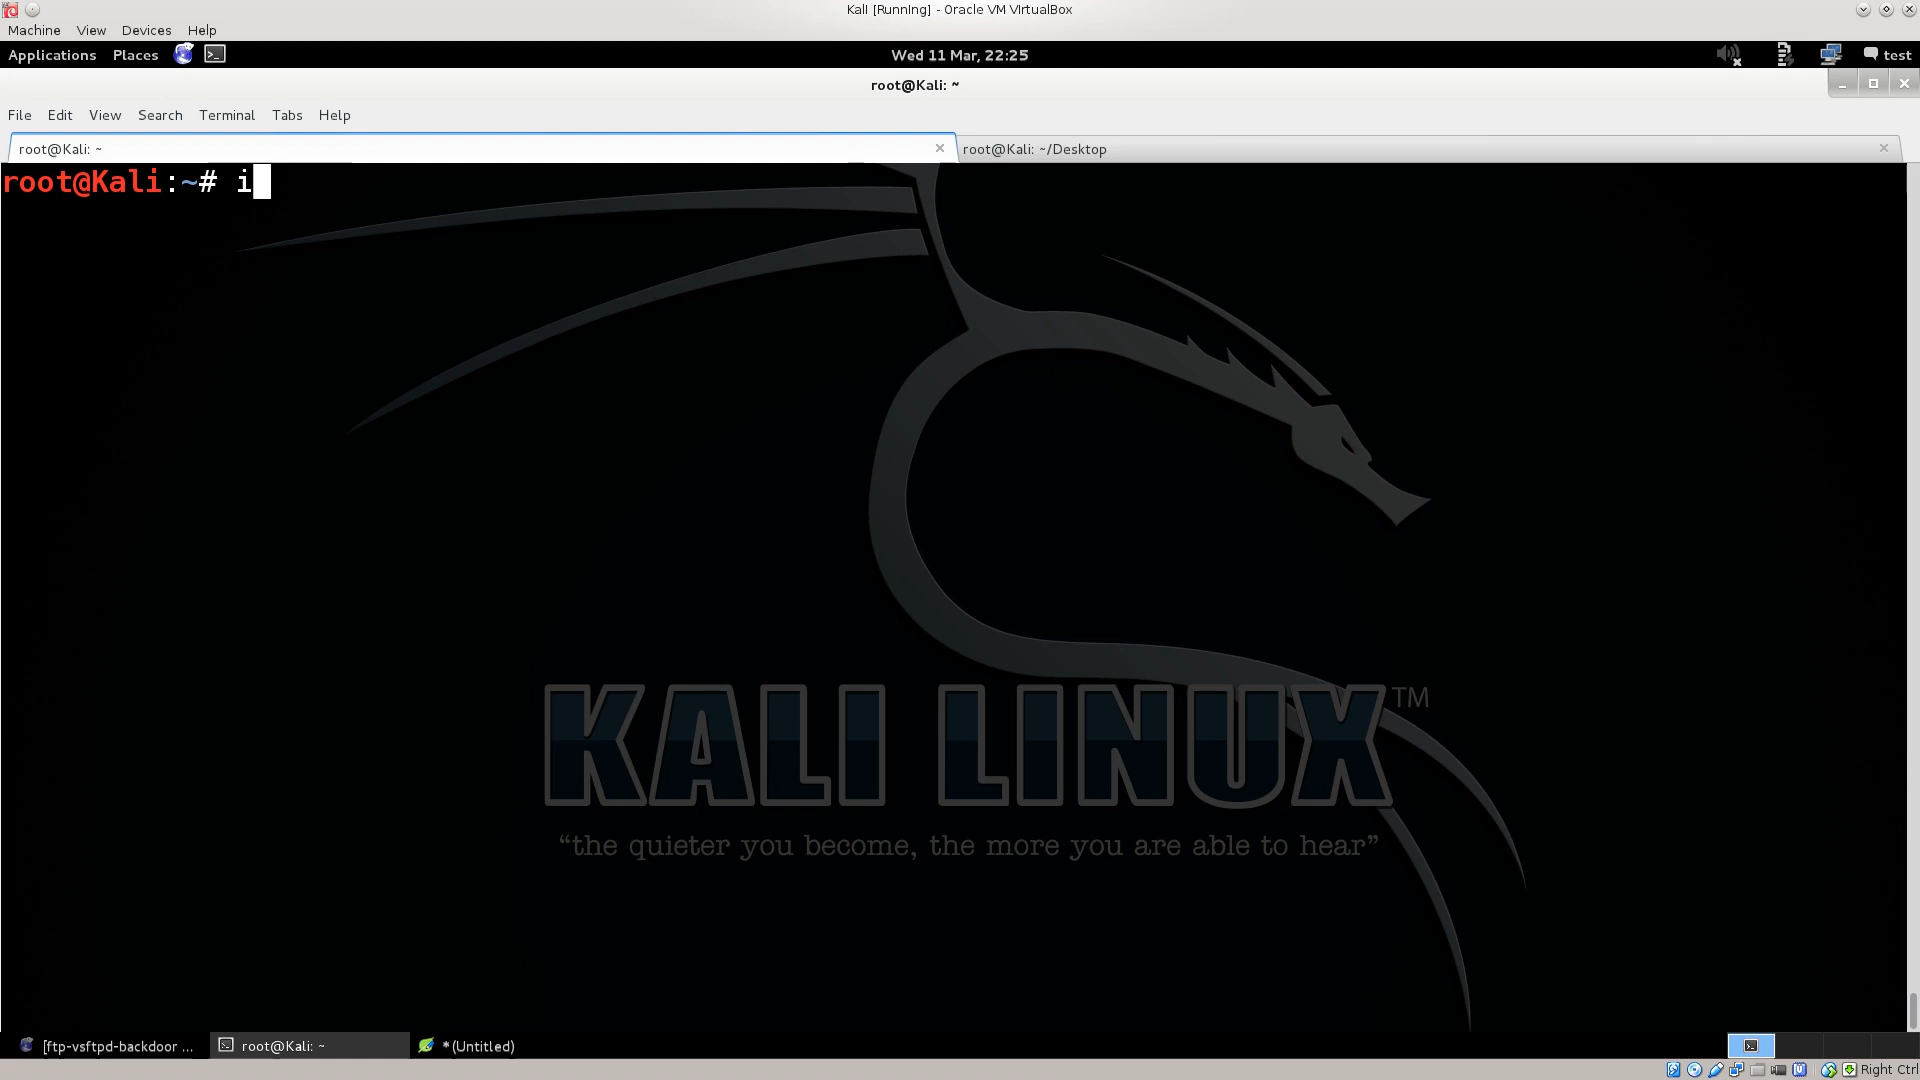 Kali [Running] - Oracle VM VirtualBox
Machine View Devices Help
Applications Places Wed 11 Mar, 22:25 test
root@Kali: ~
File Edit View Search Terminal Tabs Help
root@Kali: ~ root@Kali: ~/Desktop
root@Kali:~# i
KALI LINUX™
“the quieter you become, the more you are able to hear”
[ftp-vsftpd-backdoor ... root@Kali: ~ *(Untitled)
Right Ctrl